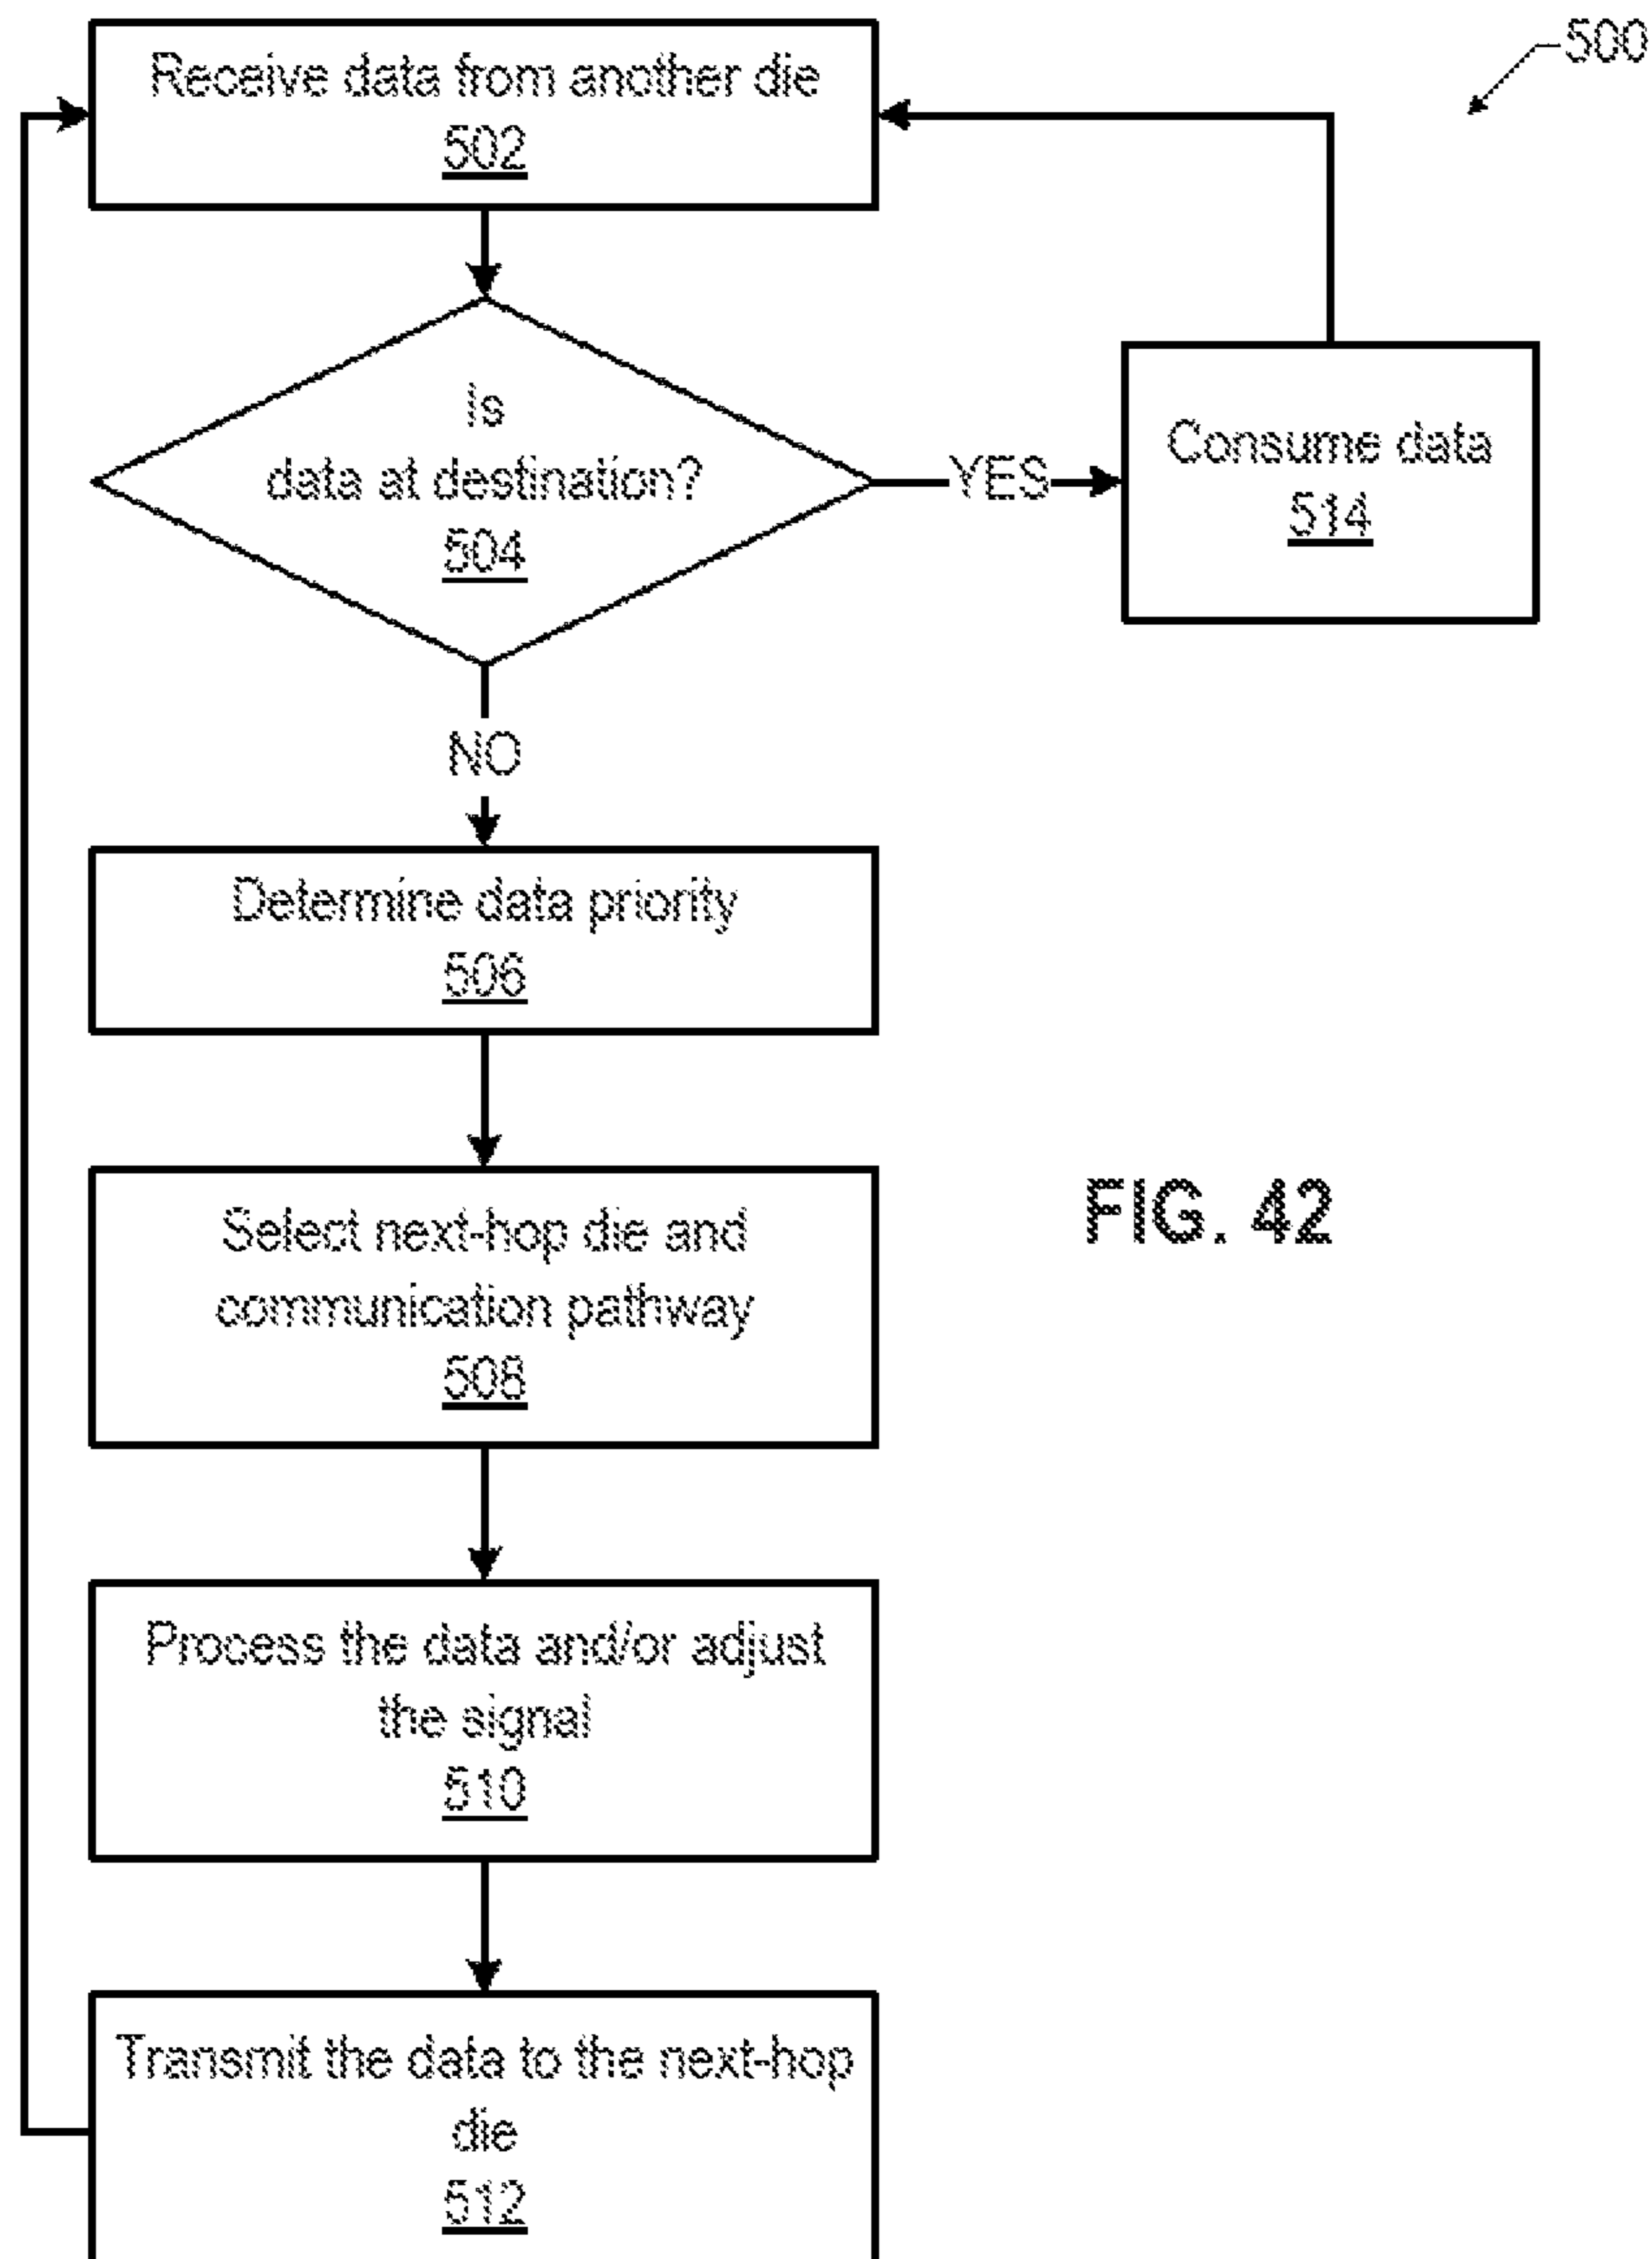 500
Receive data from another die
502
Is
data at destination?
504
YES
Consume data
514
NO
Determine data priority
506
Select next-hop die and
communication pathway
508
FIG. 42
Process the data and/or adjust
the signal
510
Transmit the data to the next-hop
die
512